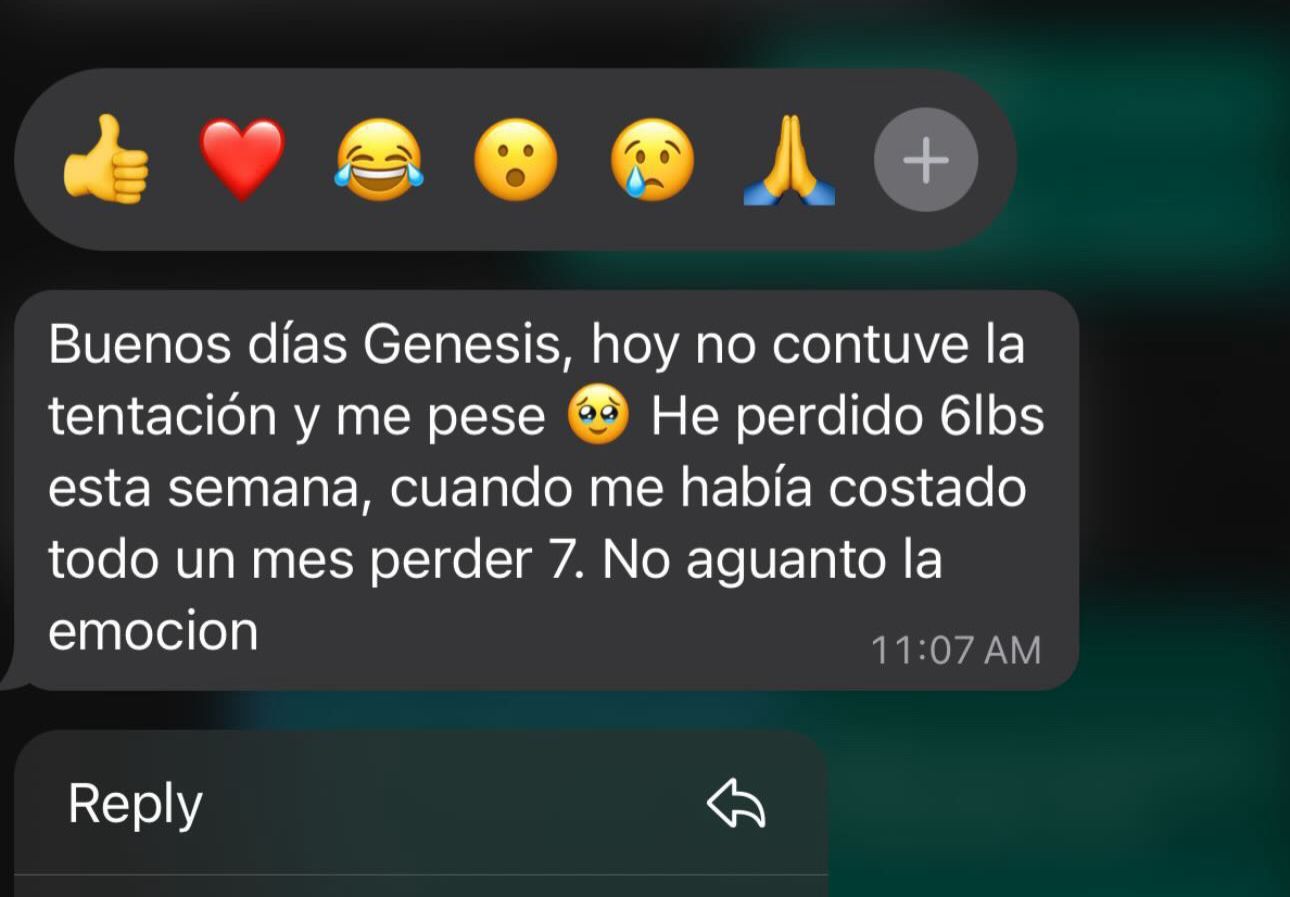 👍 ❤️ 😂 😮 😢 🙏 +
Buenos días Genesis, hoy no contuve la
tentación y me pese 🥹 He perdido 6lbs
esta semana, cuando me había costado
todo un mes perder 7. No aguanto la
emocion
11:07 AM
Reply